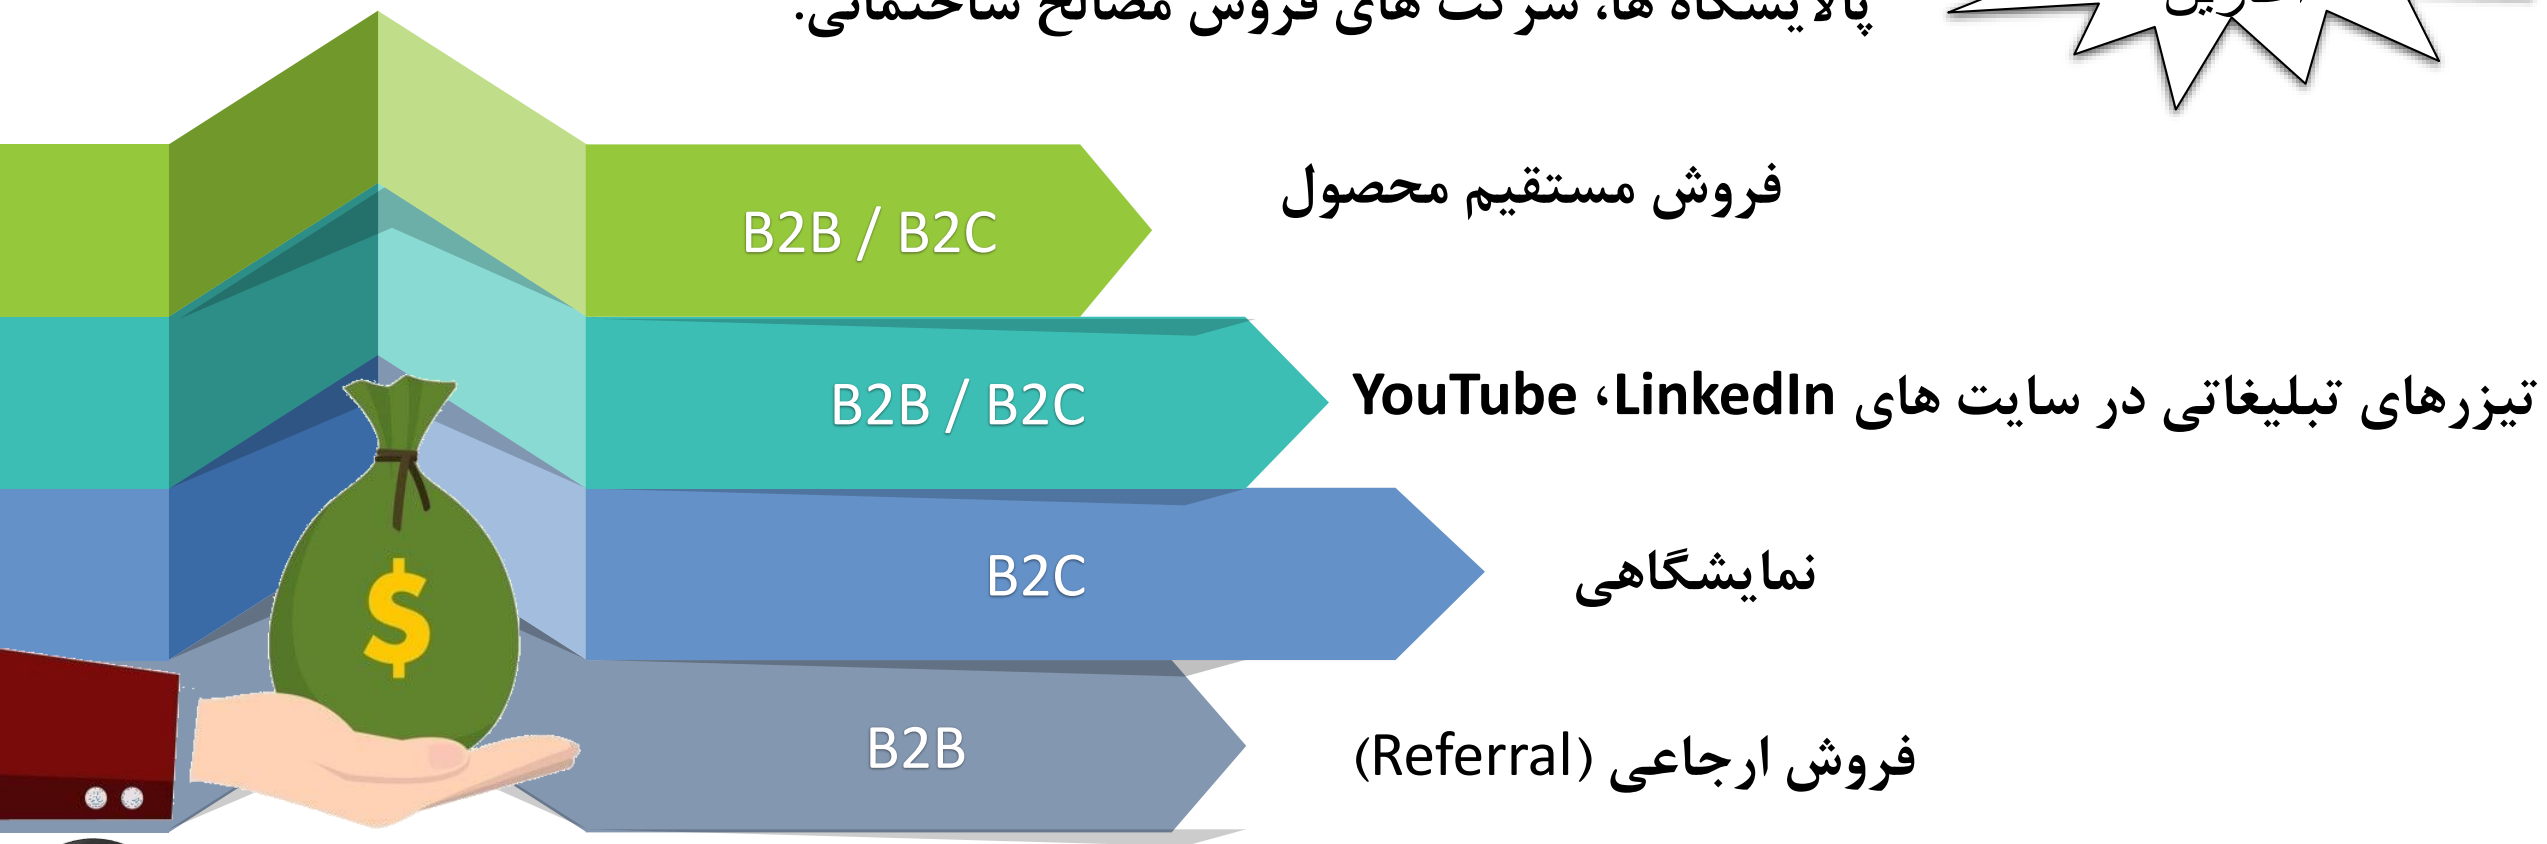 پالایشگاه ها، شرکت های فروش مصالح ساختمانی.
B2B / B2C
فروش مستقیم محصول
B2B / B2C
تیزرهای تبلیغاتی در سایت های LinkedIn، YouTube
B2C
نمایشگاهی
B2B
فروش ارجاعی (Referral)
$